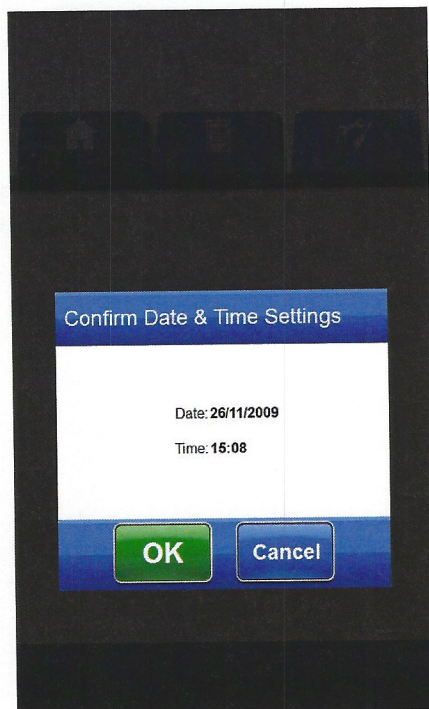 Confirm Date & Time Settings
Date: 26/11/2009
Time: 15:08
OK
Cancel